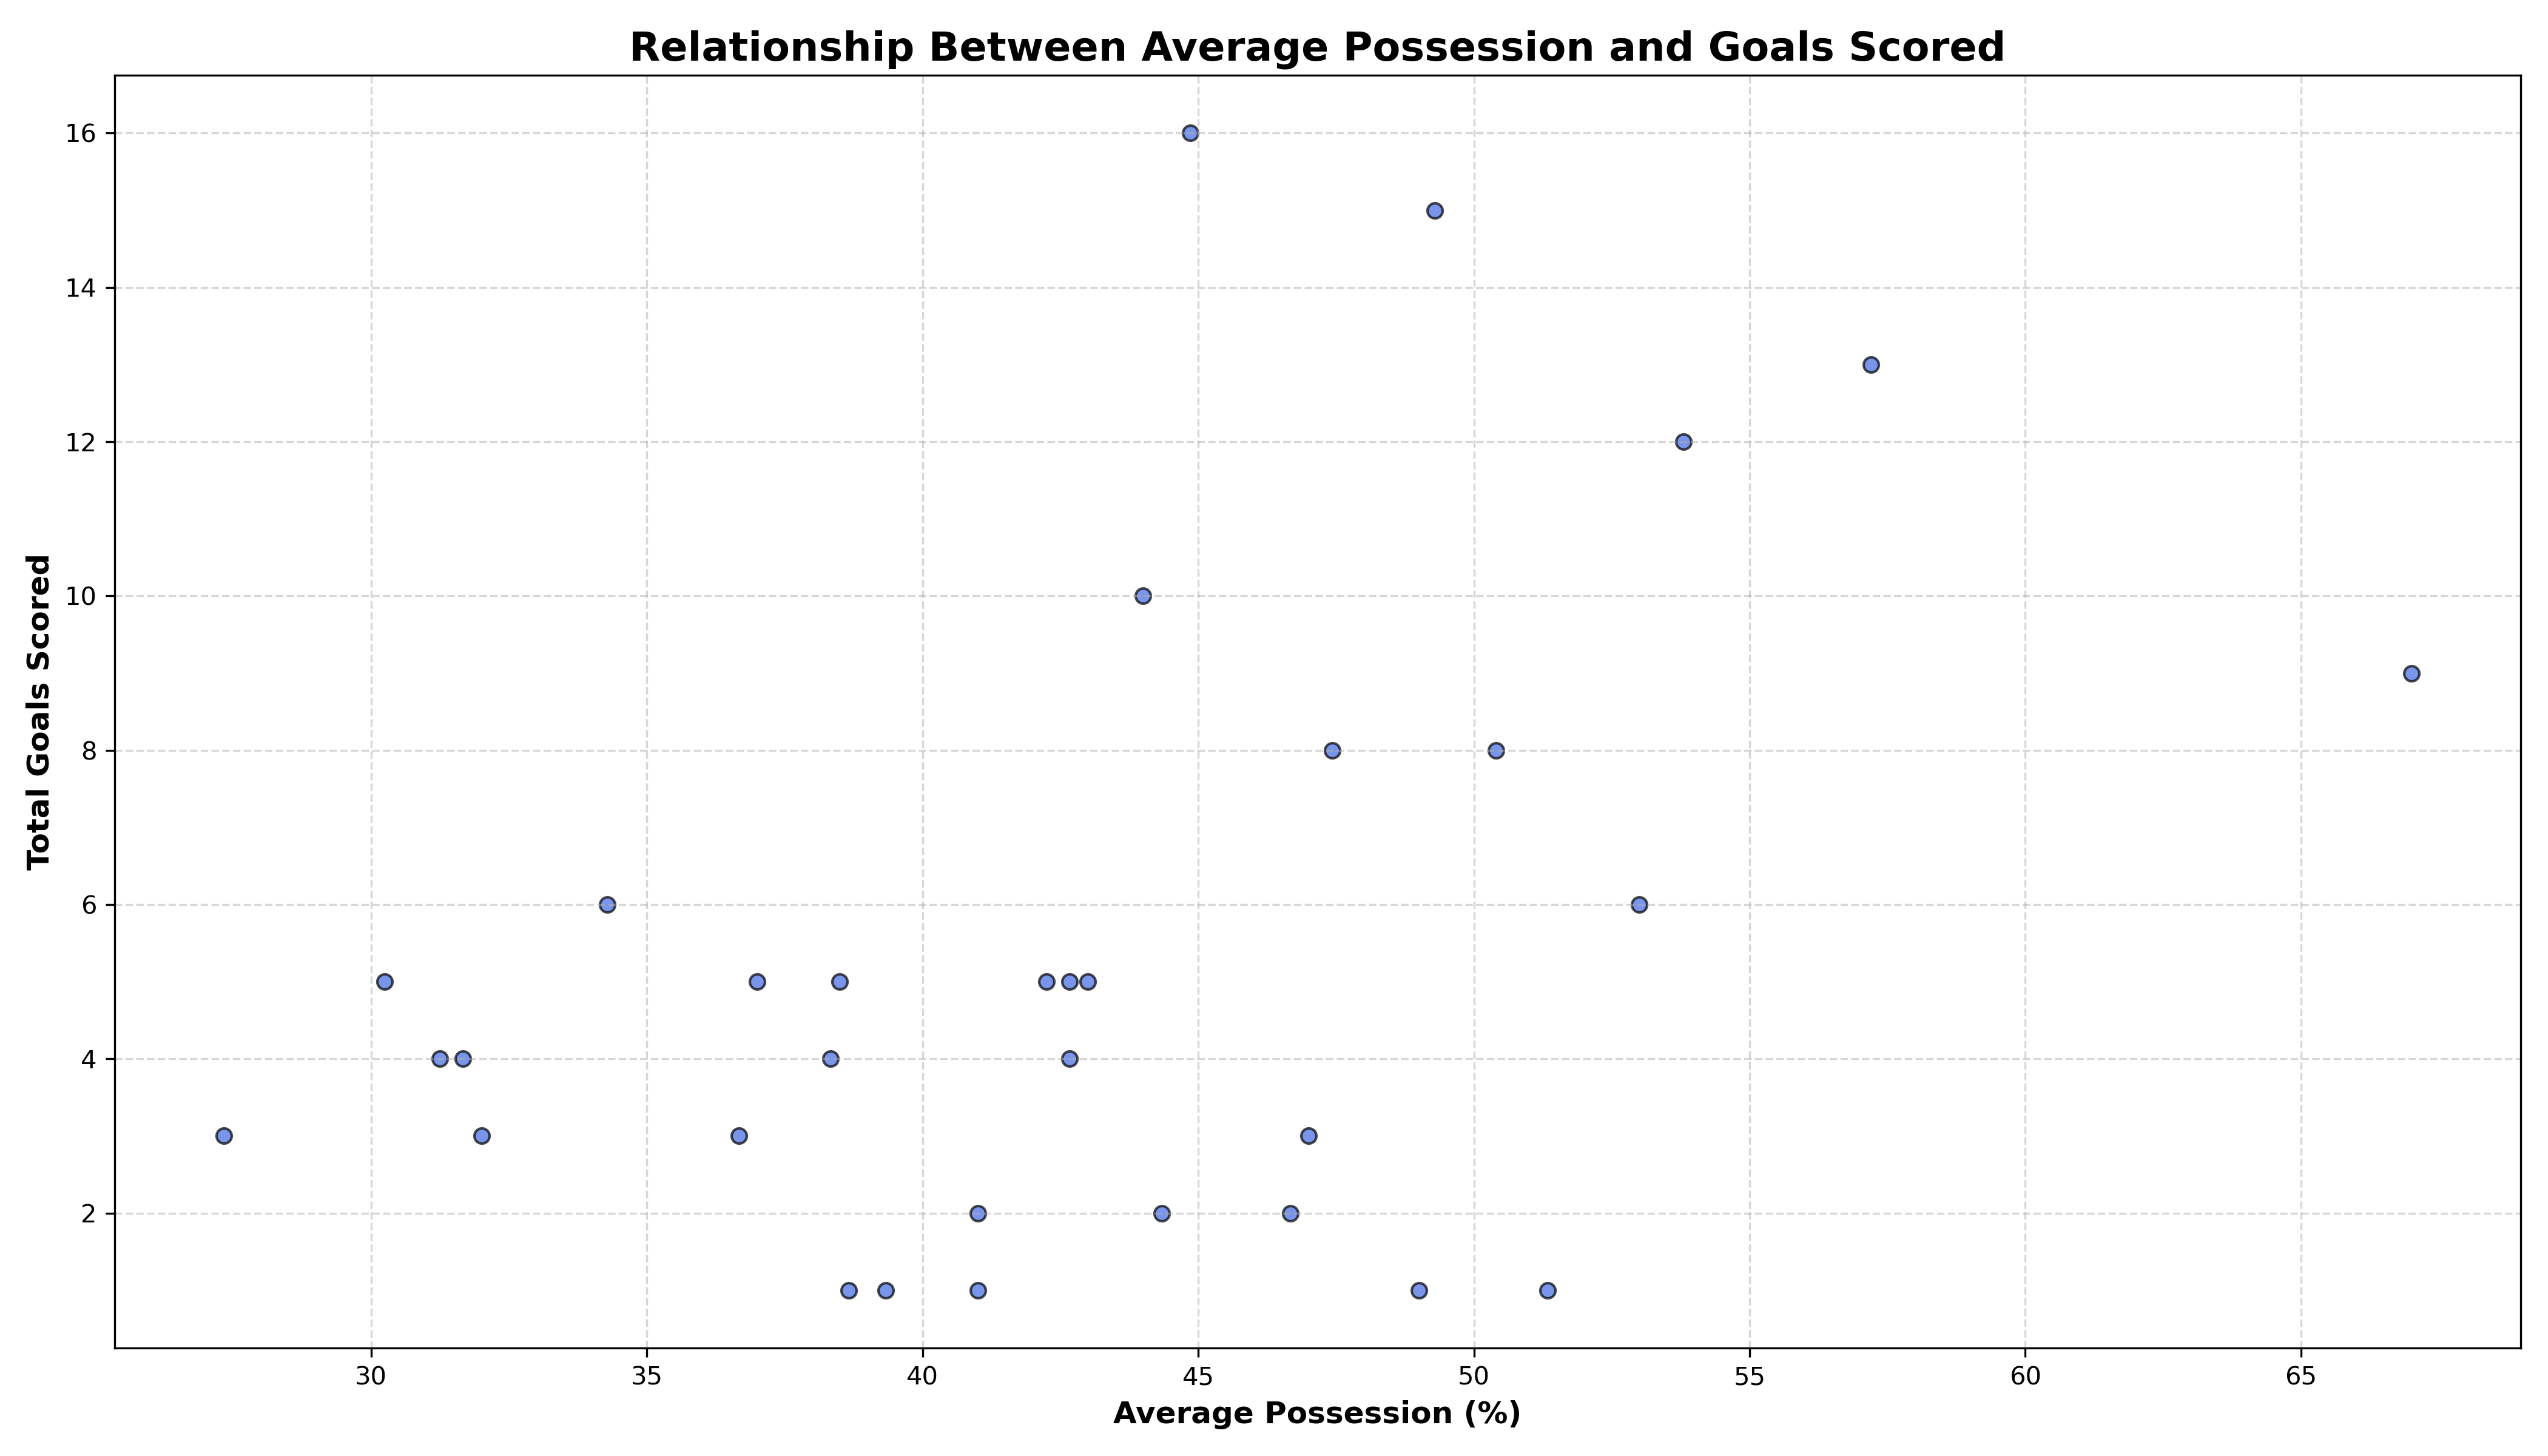 Relationship Between Average Possession and Goals Scored
16
14
12
10
8
6
4
2
Total Goals Scored
30 35 40 45 50 55 60 65
Average Possession (%)